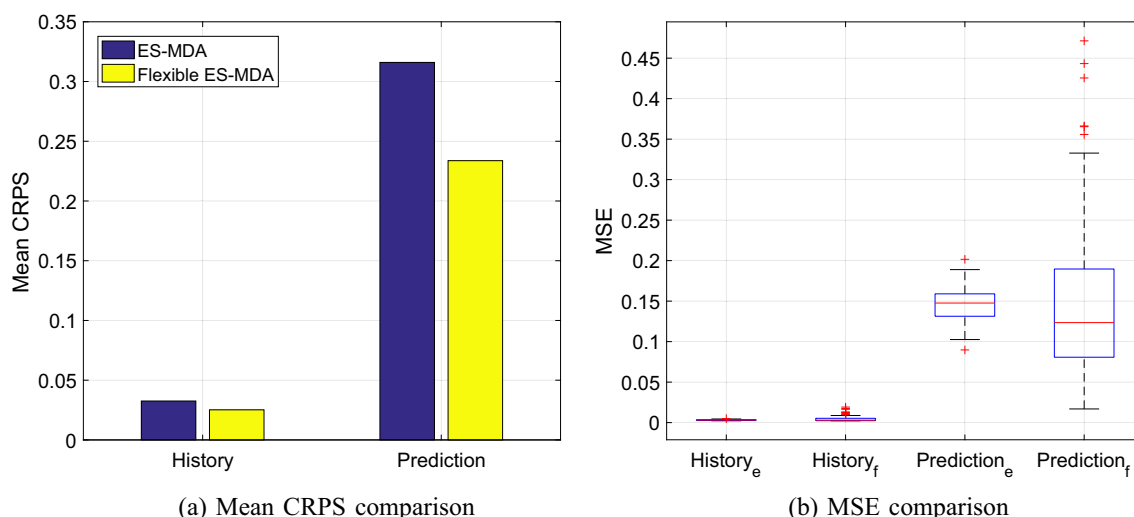 0.35
0.3
0.25
0.2
0.15
0.1
0.05
0
Mean CRPS
ES-MDA
Flexible ES-MDA
History
Prediction
(a) Mean CRPS comparison
0.45
0.4
0.35
0.3
0.25
0.2
0.15
0.1
0.05
0
MSE
History_e
History_f
Prediction_e
Prediction_f
(b) MSE comparison